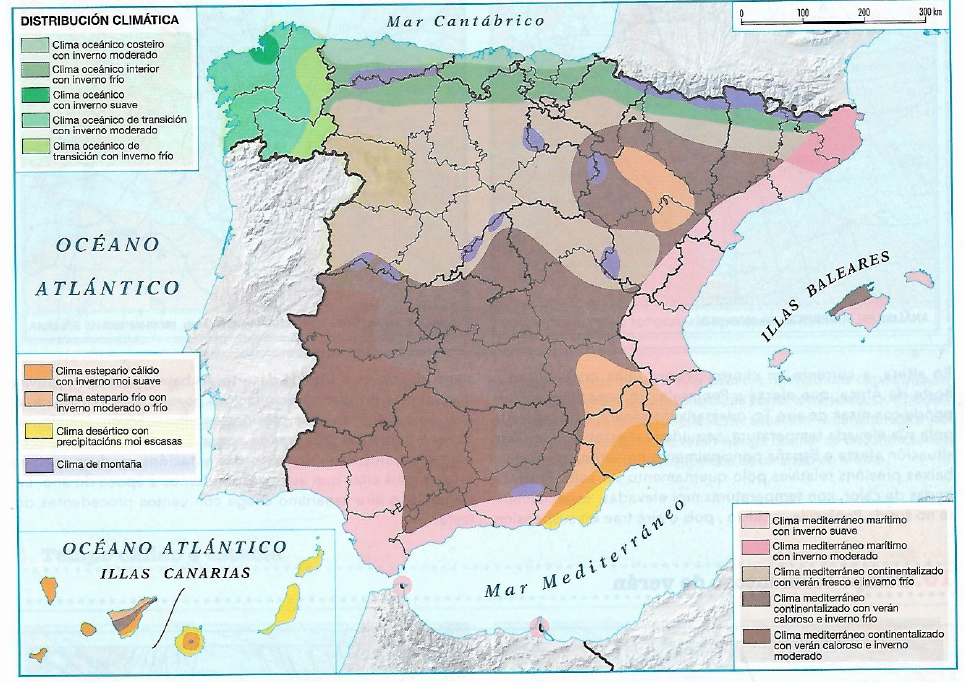 DISTRIBUCIÓN CLIMÁTICA
Clima oceánico costeiro
con inverno moderado
Clima oceánico interior
con inverno frío
Clima oceánico
con inverno suave
Clima oceánico de transición
con inverno moderado
Clima oceánico de
transición con inverno frío
Mar Cantábrico
0 100 200 300 km
OCÉANO
ATLÁNTICO
ILLAS BALEARES
Clima estepario cálido
con inverno moi suave
Clima estepario frío con
inverno moderado o frío
Clima desértico con
precipitacións moi escasas
Clima de montaña
Mar Mediterráneo
OCÉANO ATLÁNTICO
ILLAS CANARIAS
Clima mediterráneo marítimo
con inverno suave
Clima mediterráneo marítimo
con inverno moderado
Clima mediterráneo continentalizado
con verán fresco e inverno frío
Clima mediterráneo
continentalizado con verán
caloroso e inverno frío
Clima mediterráneo continentalizado
con verán caloroso e inverno
moderado